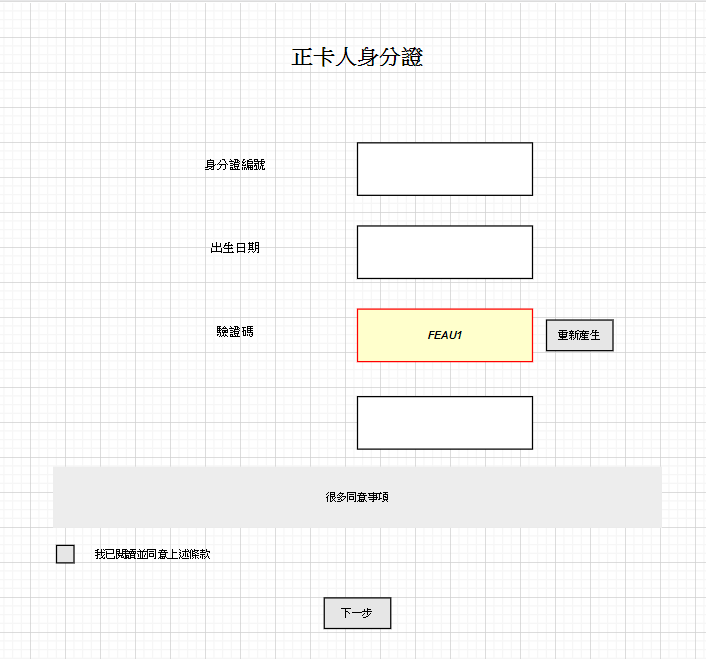 正卡人身分證
身分證編號
出生日期
驗證碼
FEAU1
重新產生
很多同意事項
我已閱讀並同意上述條款
下一步